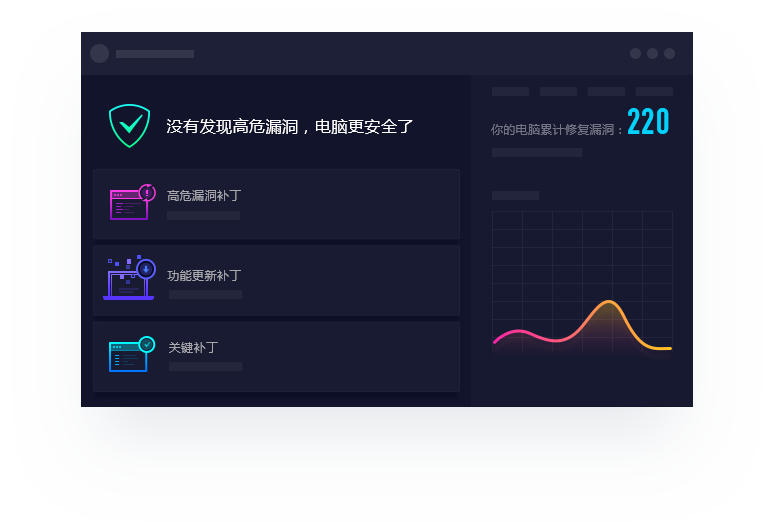 没有发现高危漏洞，电脑更安全了
你的电脑累计修复漏洞：220
高危漏洞补丁
功能更新补丁
关键补丁